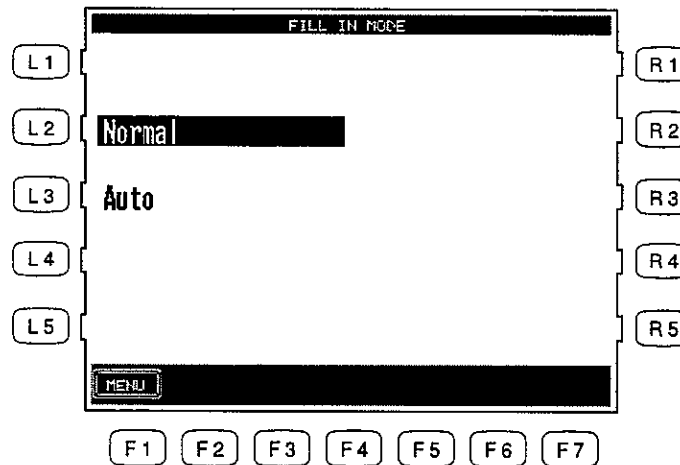 FILL IN MODE
L1 R1
L2 Normal R2
L3 Auto R3
L4 R4
L5 R5
MENU
F1 F2 F3 F4 F5 F6 F7